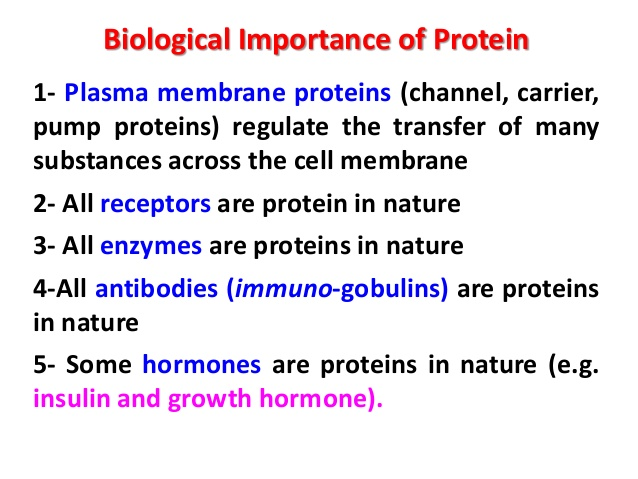 Biological Importance of Protein
1- Plasma membrane proteins (channel, carrier,
pump proteins) regulate the transfer of many
substances across the cell membrane
2- All receptors are protein in nature
3- All enzymes are proteins in nature
4-All antibodies (immuno-gobulins) are proteins
in nature
5- Some hormones are proteins in nature (e.g.
insulin and growth hormone).